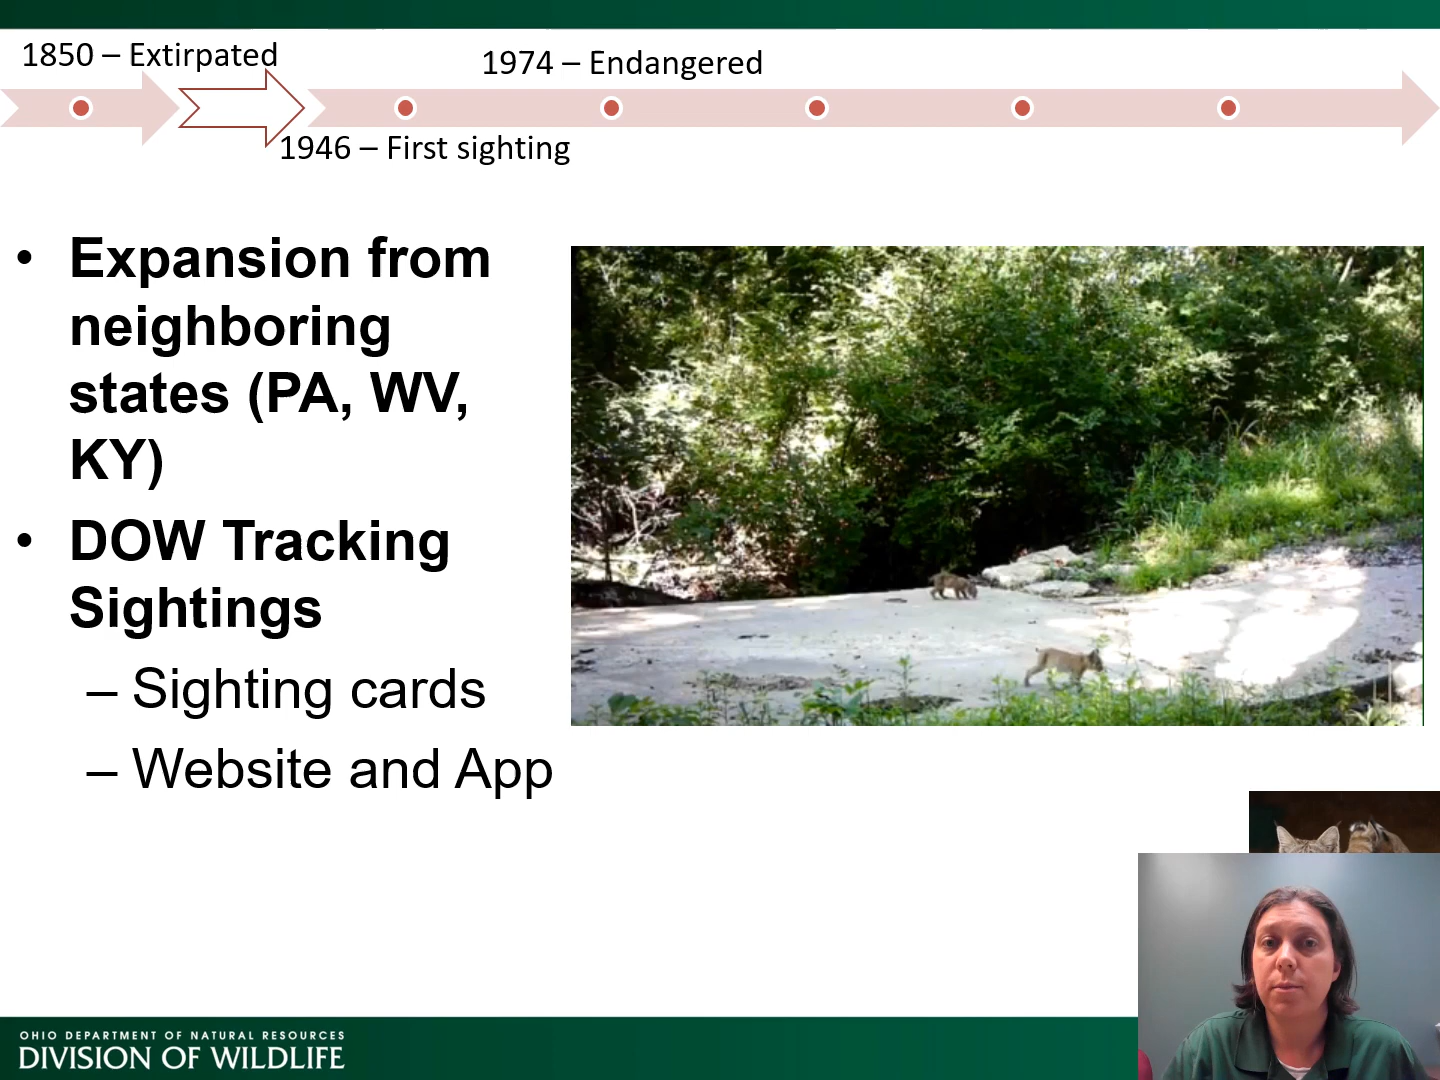 1850 – Extirpated
1974 – Endangered
1946 – First sighting
• Expansion from
neighboring
states (PA, WV,
KY)
• DOW Tracking
Sightings
– Sighting cards
– Website and App
OHIO DEPARTMENT OF NATURAL RESOURCES
DIVISION OF WILDLIFE